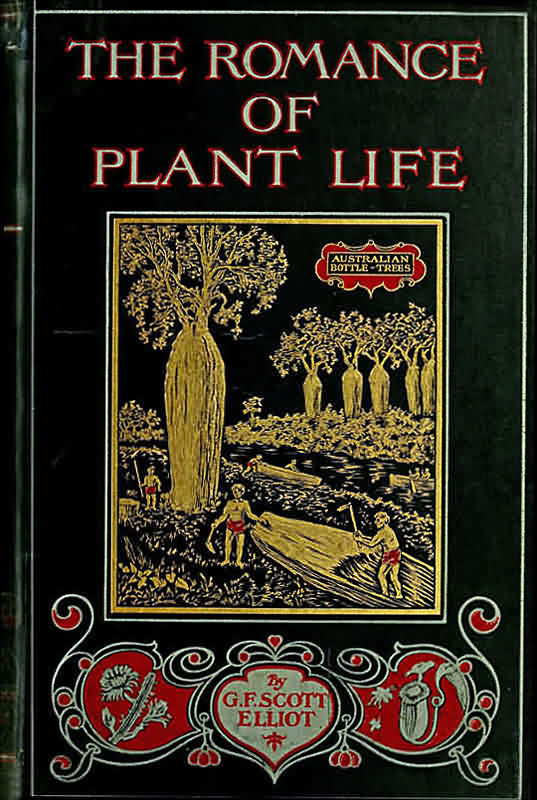 THE ROMANCE
OF
PLANT LIFE
AUSTRALIAN
BOTTLE-TREES
By
G.F. SCOTT
ELLIOT